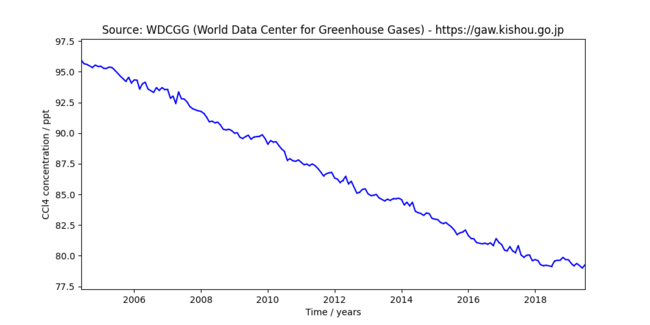 Source: WDCGG (World Data Center for Greenhouse Gases) - https://gaw.kishou.go.jp
97.5
95.0
92.5
90.0
87.5
85.0
82.5
80.0
77.5
CCl4 concentration / ppt
2006 2008 2010 2012 2014 2016 2018
Time / years